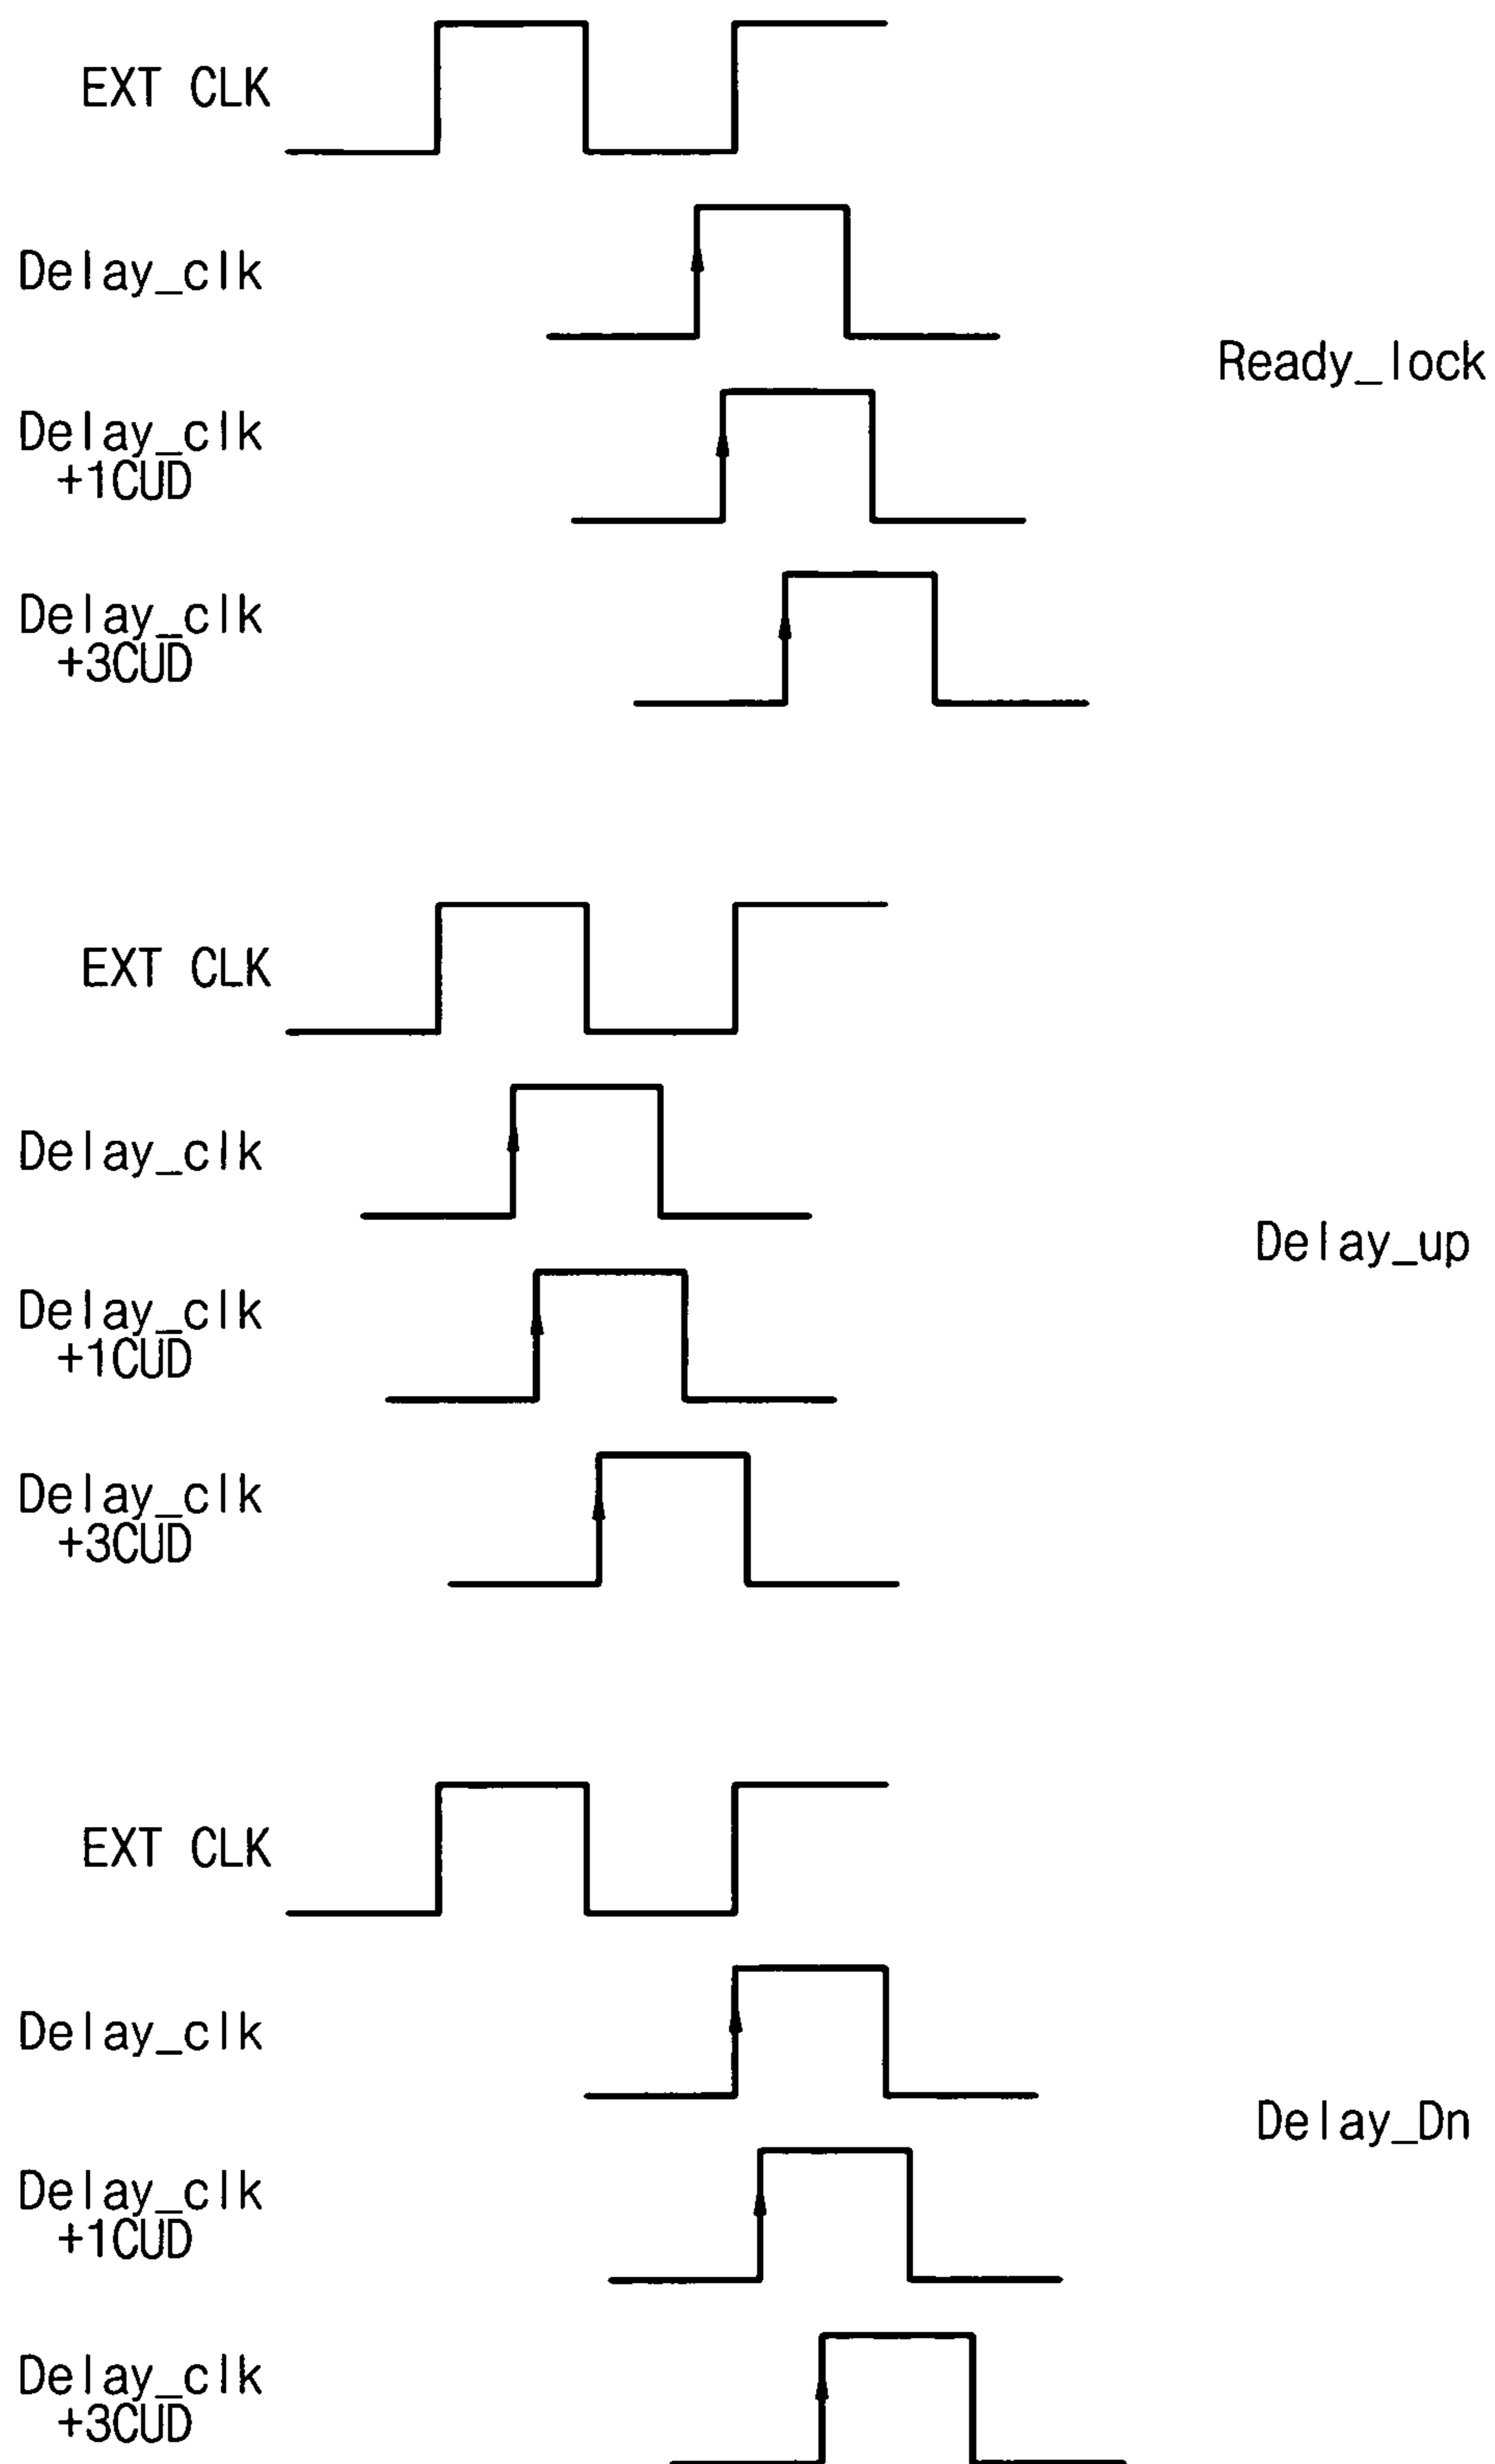 EXT CLK
Delay_clk
Ready_lock
Delay_clk
+1CUD
Delay_clk
+3CUD
EXT CLK
Delay_clk
Delay_up
Delay_clk
+1CUD
Delay_clk
+3CUD
EXT CLK
Delay_clk
Delay_Dn
Delay_clk
+1CUD
Delay_clk
+3CUD